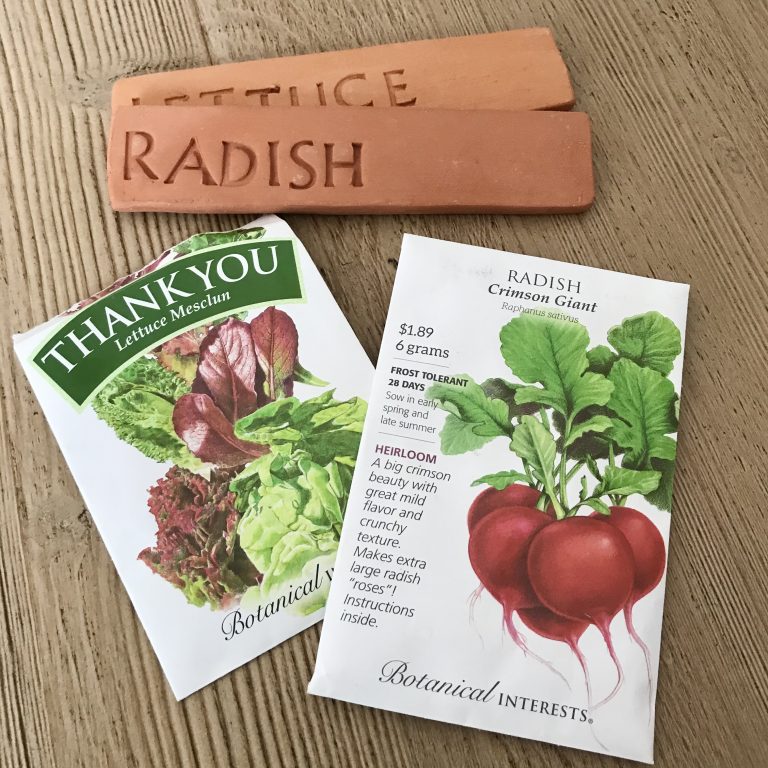 LETTUCE
RADISH
THANK YOU
Lettuce Mesclun
Botanical
RADISH
Crimson Giant
Raphanus sativus
$1.89
6 grams
FROST TOLERANT
28 DAYS
Sow in early
spring and
late summer
HEIRLOOM
A big crimson
beauty with
great mild
flavor and
crunchy
texture.
Makes extra
large radish
"roses"!
Instructions
inside.
Botanical INTERESTS®